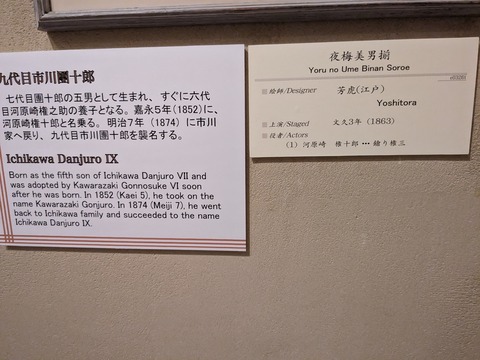 九代目市川團十郎
七代目團十郎の五男として生まれ、すぐに六代
目河原崎権之助の養子となる。嘉永5年(1852)に、
河原崎権十郎と名乗る。明治7年(1874)に市川
家へ戻り、九代目市川團十郎を襲名する。
Ichikawa Danjuro IX
Born as the fifth son of Ichikawa Danjuro VII and
was adopted by Kawarazaki Gonnosuke VI soon
after he was born. In 1852 (Kaei 5), he took on the
name Kawarazaki Gonjuro. In 1874 (Meiji 7), he went
back to Ichikawa family and succeeded to the name
Ichikawa Danjuro IX.
夜梅美男揃
Yoru no Ume Binan Soroe
絵師/Designer 芳虎(江戸)
Yoshitora
上演/Staged 文久3年(1863)
役者/Actors
(1) 河原崎 権十郎…鎗り権三